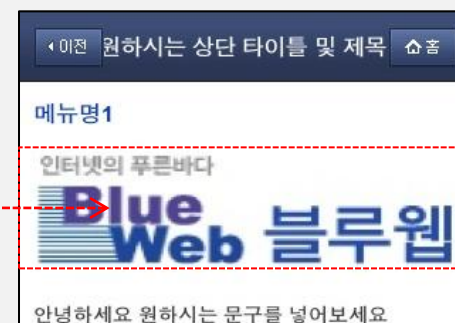 이전 원하시는 상단 타이틀 및 제목 홈
메뉴명1
인터넷의 푸른바다
Blue
Web 블루웹
안녕하세요 원하시는 문구를 넣어보세요